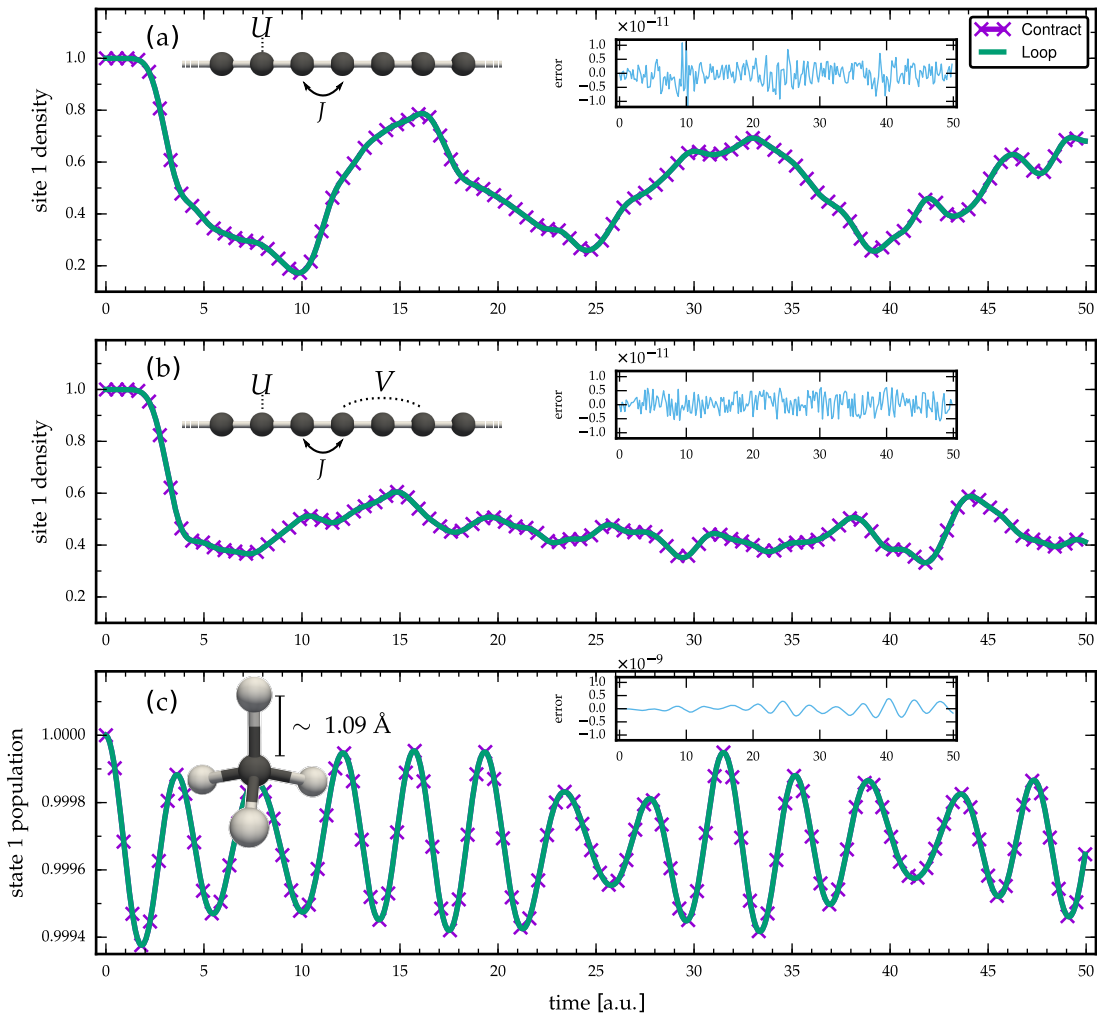 (a)
U
J
×10−11
error
1.0
0.5
0.0
−0.5
−1.0
0 10 20 30 40 50
Contract
Loop
site 1 density
1.0
0.8
0.6
0.4
0.2
0 5 10 15 20 25 30 35 40 45 50
(b)
U
V
J
×10−11
error
1.0
0.5
0.0
−0.5
−1.0
0 10 20 30 40 50
site 1 density
1.0
0.8
0.6
0.4
0.2
0 5 10 15 20 25 30 35 40 45 50
(c)
∼ 1.09 Å
×10−9
error
1.0
0.5
0.0
−0.5
−1.0
0 10 20 30 40 50
state 1 population
1.0000
0.9998
0.9996
0.9994
0 5 10 15 20 25 30 35 40 45 50
time [a.u.]